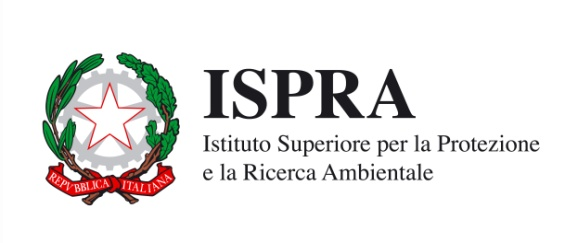 ISPRA
Istituto Superiore per la Protezione
e la Ricerca Ambientale
REPVBBLICA ITALIANA